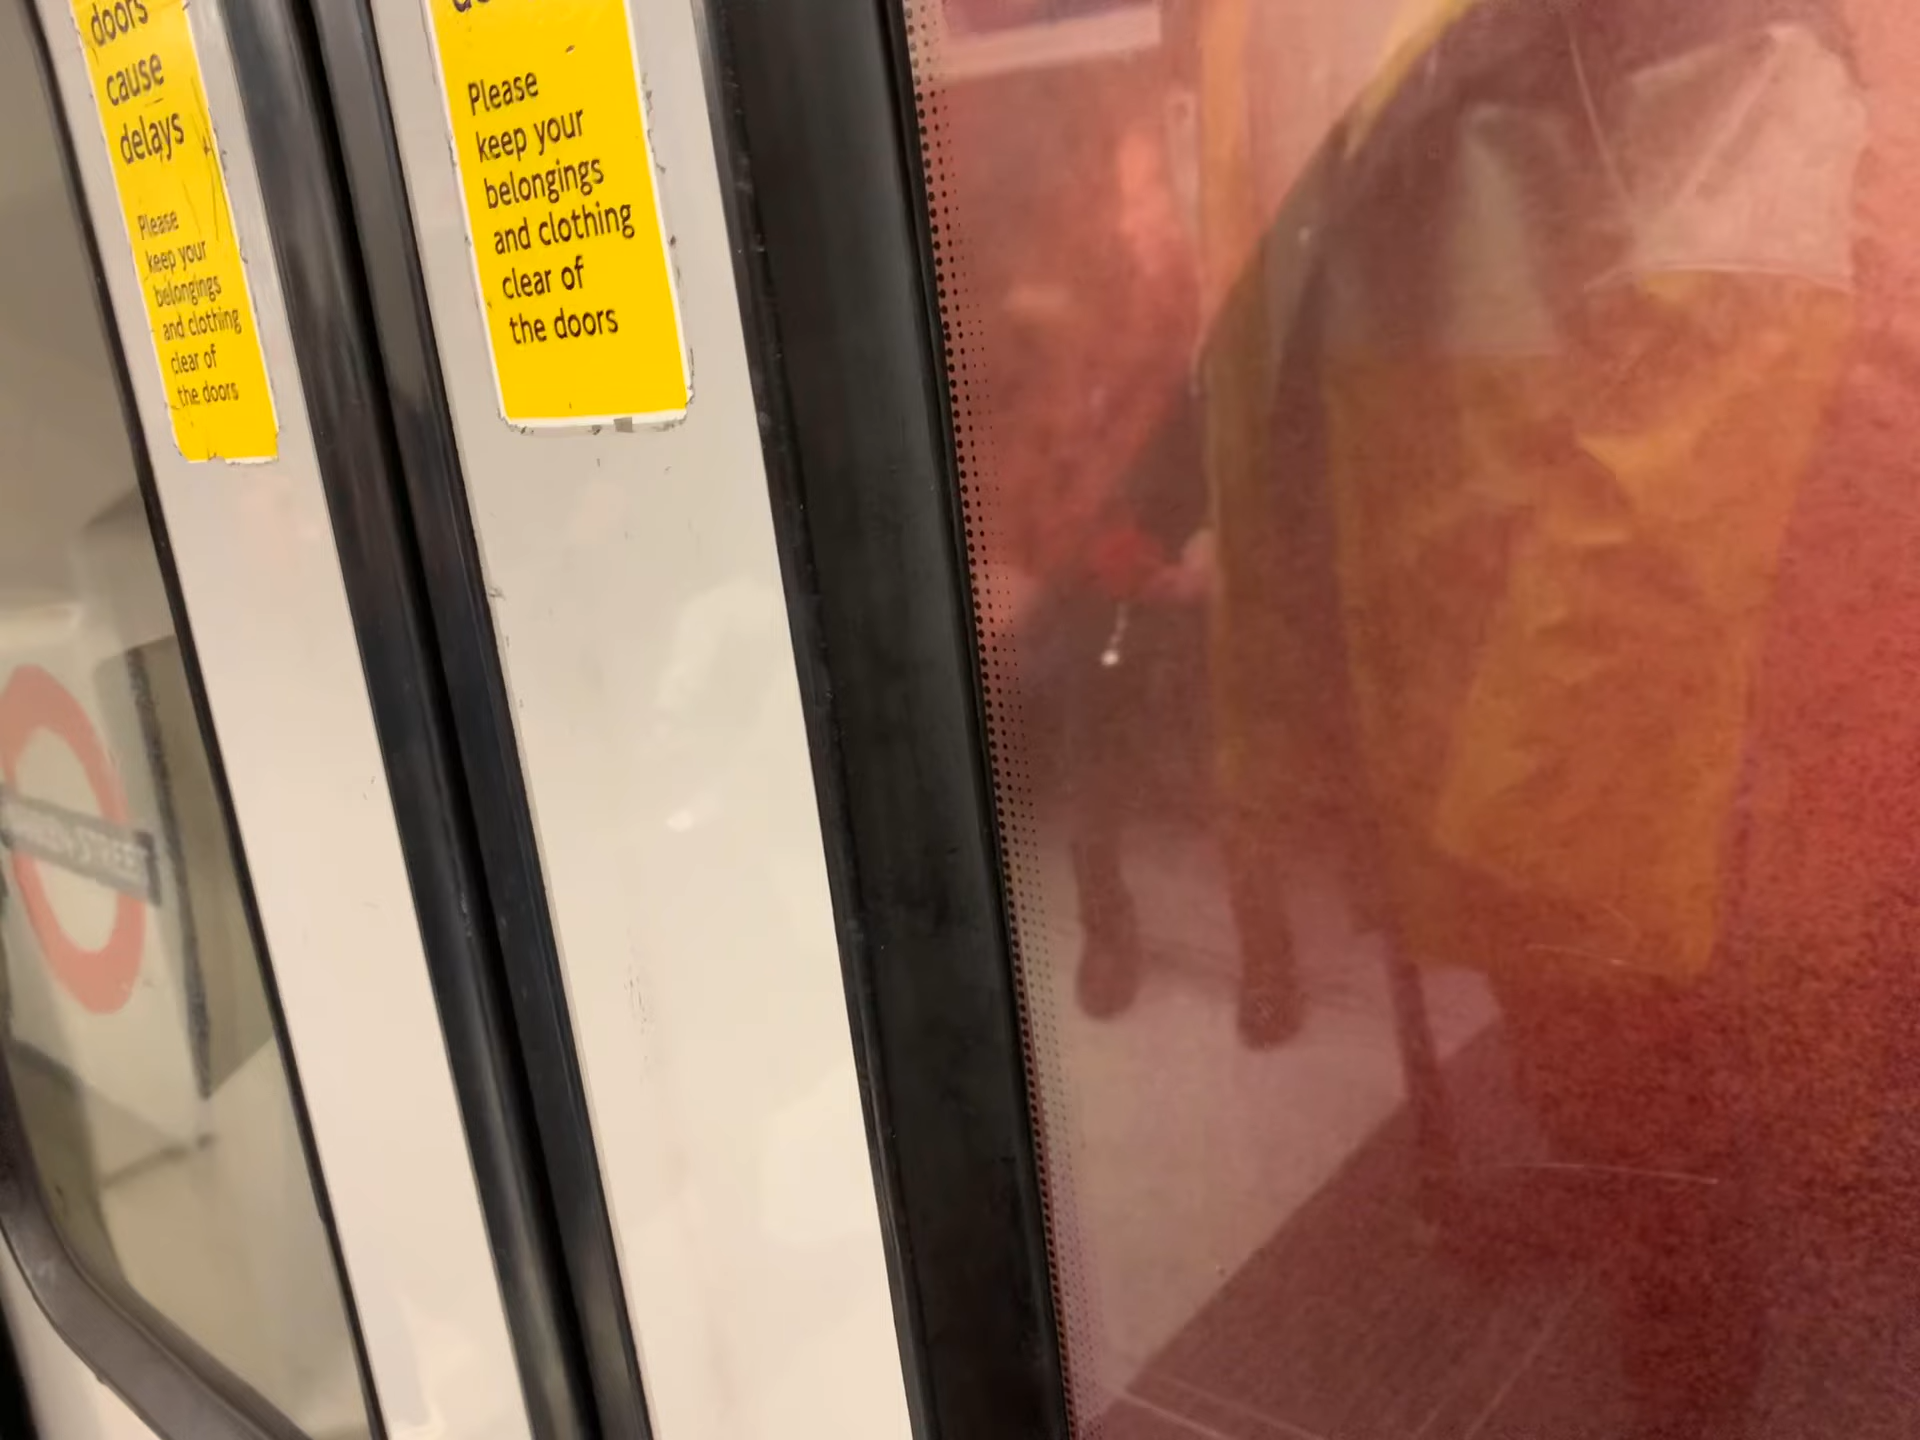 doors
cause
delays
Please
keep your
belongings
and clothing
clear of
the doors
Please
keep your
belongings
and clothing
clear of
the doors
STREET